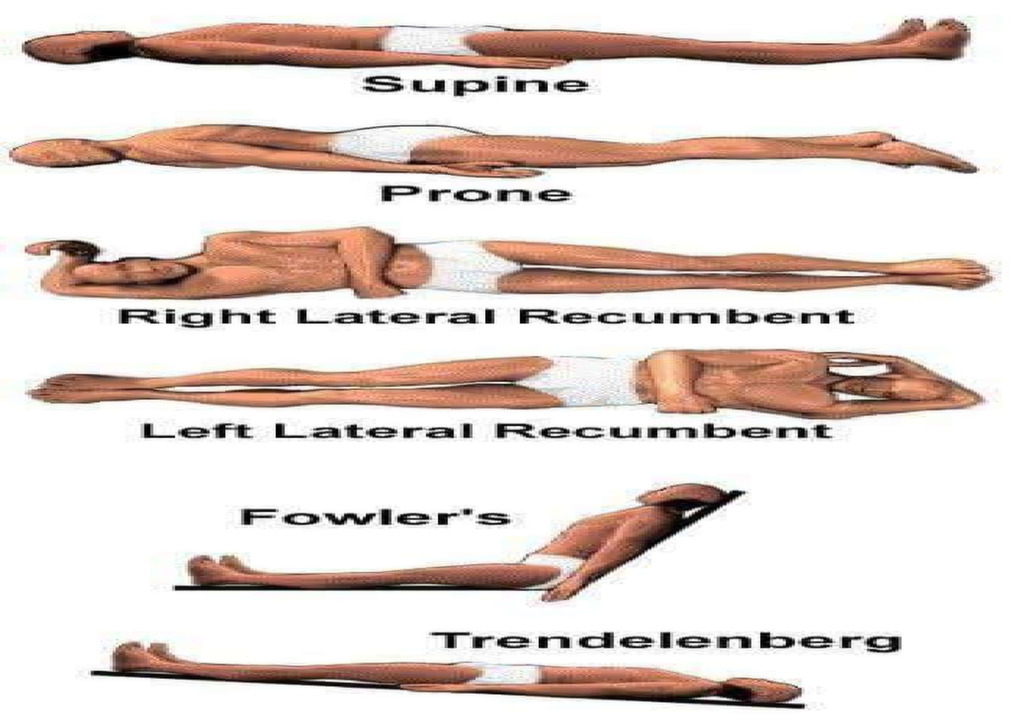 Supine
Prone
Right Lateral Recumbent
Left Lateral Recumbent
Fowler's
Trendelenberg